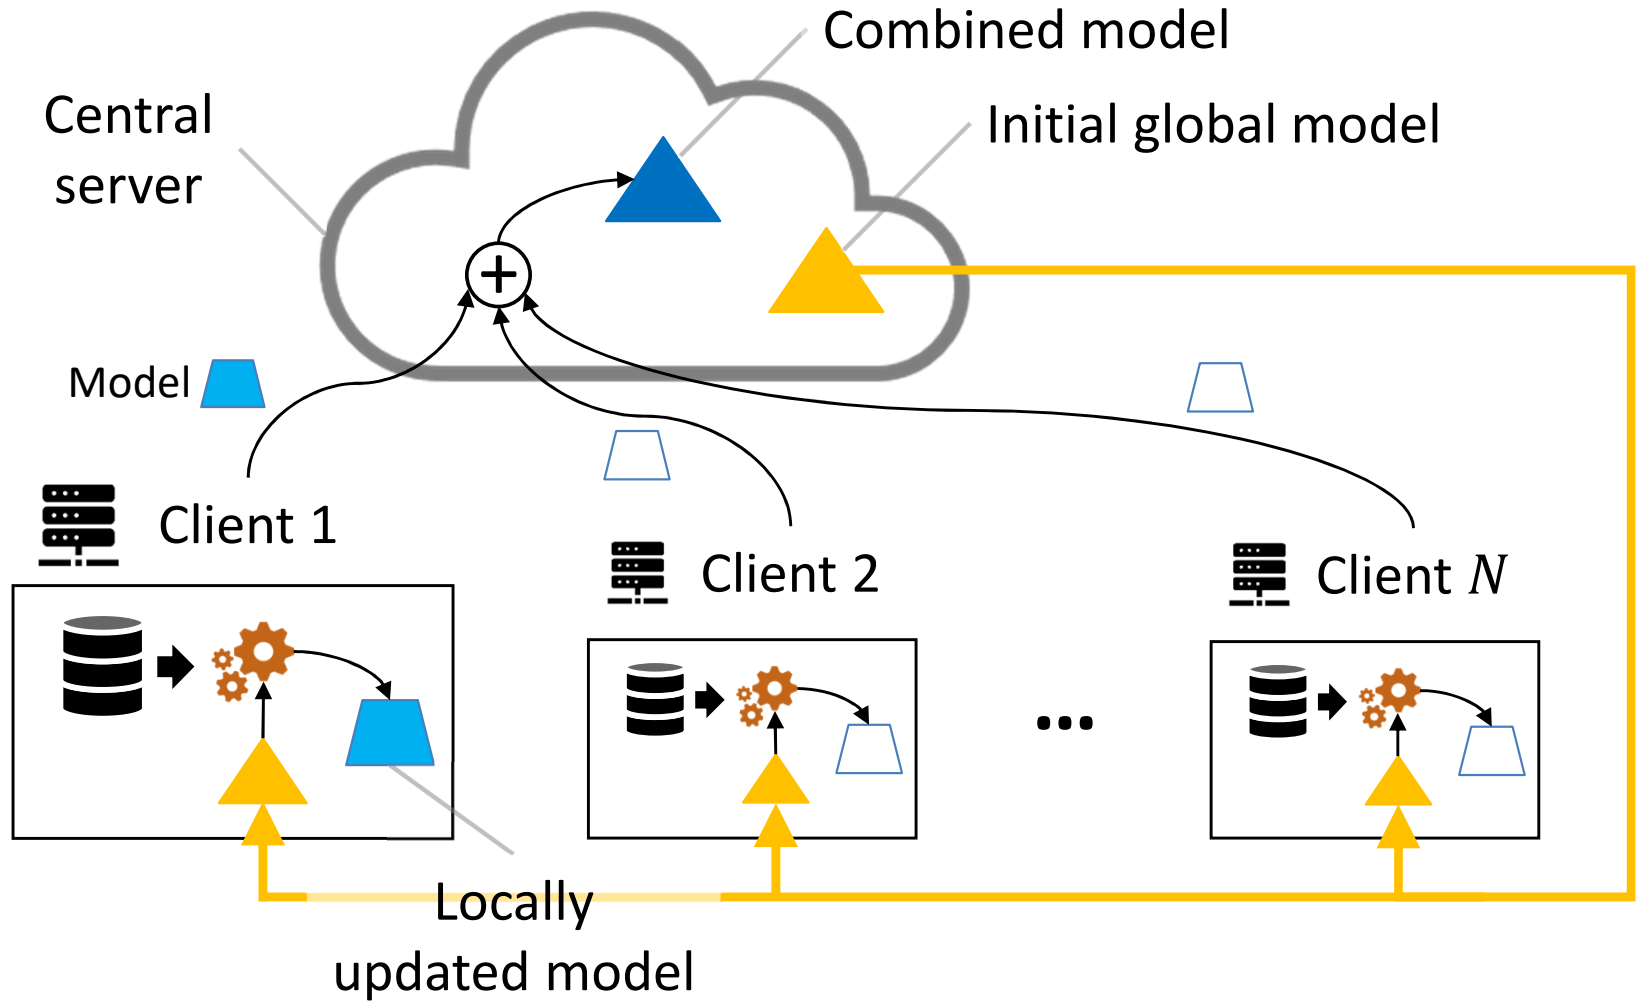 Combined model
Central
server
Initial global model
Model
Client 1
Client 2
Client N
...
Locally
updated model